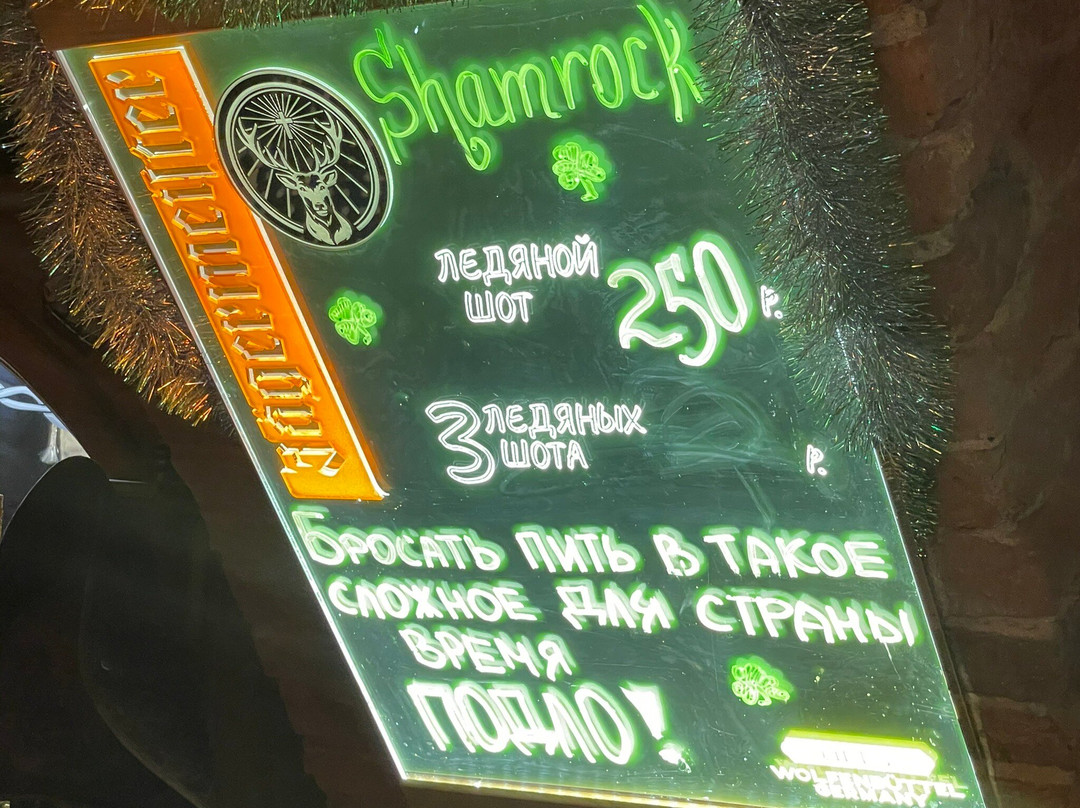 Shamrock
Jägermeister
ЛЕДЯНОЙ
ШОТ
250 Р.
3 ЛЕДЯНЫХ
ШОТА
Р.
БРОСАТЬ ПИТЬ В ТАКОЕ
СЛОЖНОЕ ДЛЯ СТРАНЫ
ВРЕМЯ
ПОДЛО!
WOLFENBÜTTEL
GERMANY